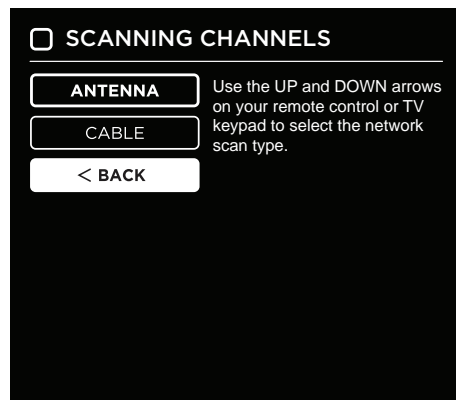 SCANNING CHANNELS
ANTENNA
CABLE
< BACK
Use the UP and DOWN arrows
on your remote control or TV
keypad to select the network
scan type.